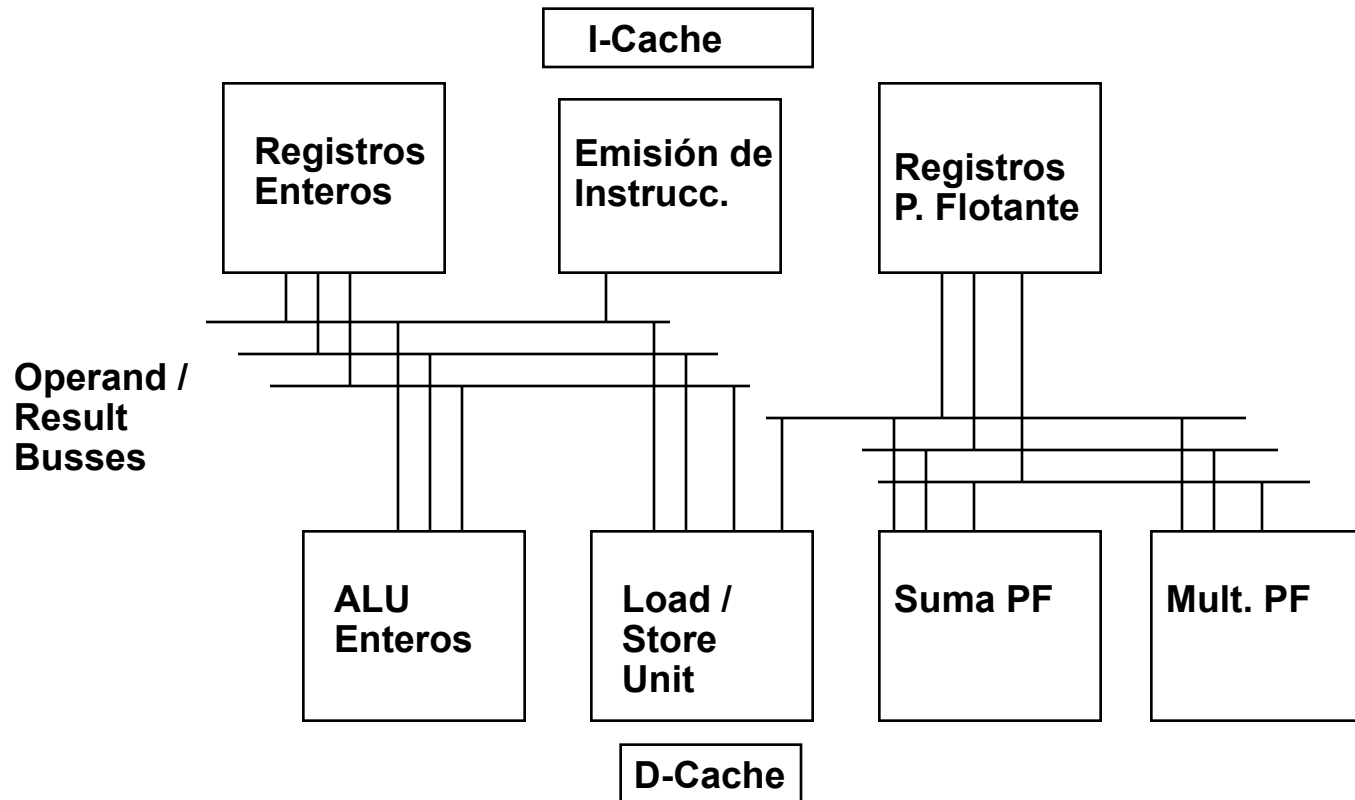 I-Cache
Registros
Enteros
Emisión de
Instrucc.
Registros
P. Flotante
Operand /
Result
Busses
ALU
Enteros
Load /
Store
Unit
Suma PF
Mult. PF
D-Cache